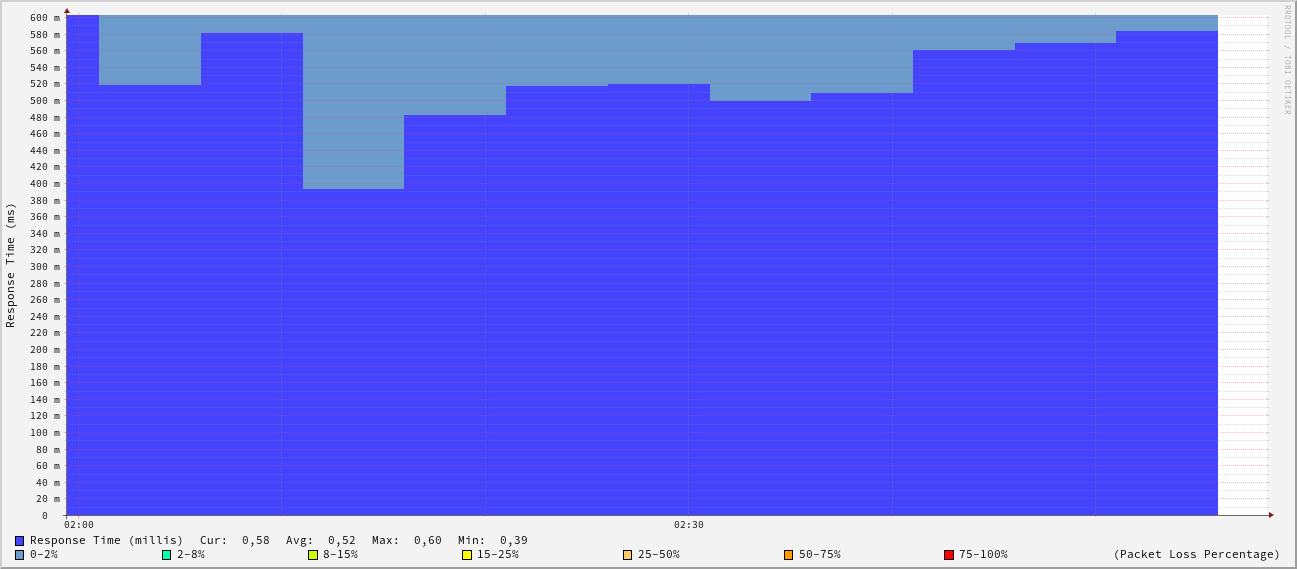 RRDTOOL / TOBI OETIKER
Response Time (ms)
600 m
580 m
560 m
540 m
520 m
500 m
480 m
460 m
440 m
420 m
400 m
380 m
360 m
340 m
320 m
300 m
280 m
260 m
240 m
220 m
200 m
180 m
160 m
140 m
120 m
100 m
80 m
60 m
40 m
20 m
0
02:00 02:30
Response Time (millis) Cur: 0,58 Avg: 0,52 Max: 0,60 Min: 0,39
0-2% 2-8% 8-15% 15-25% 25-50% 50-75% 75-100% (Packet Loss Percentage)